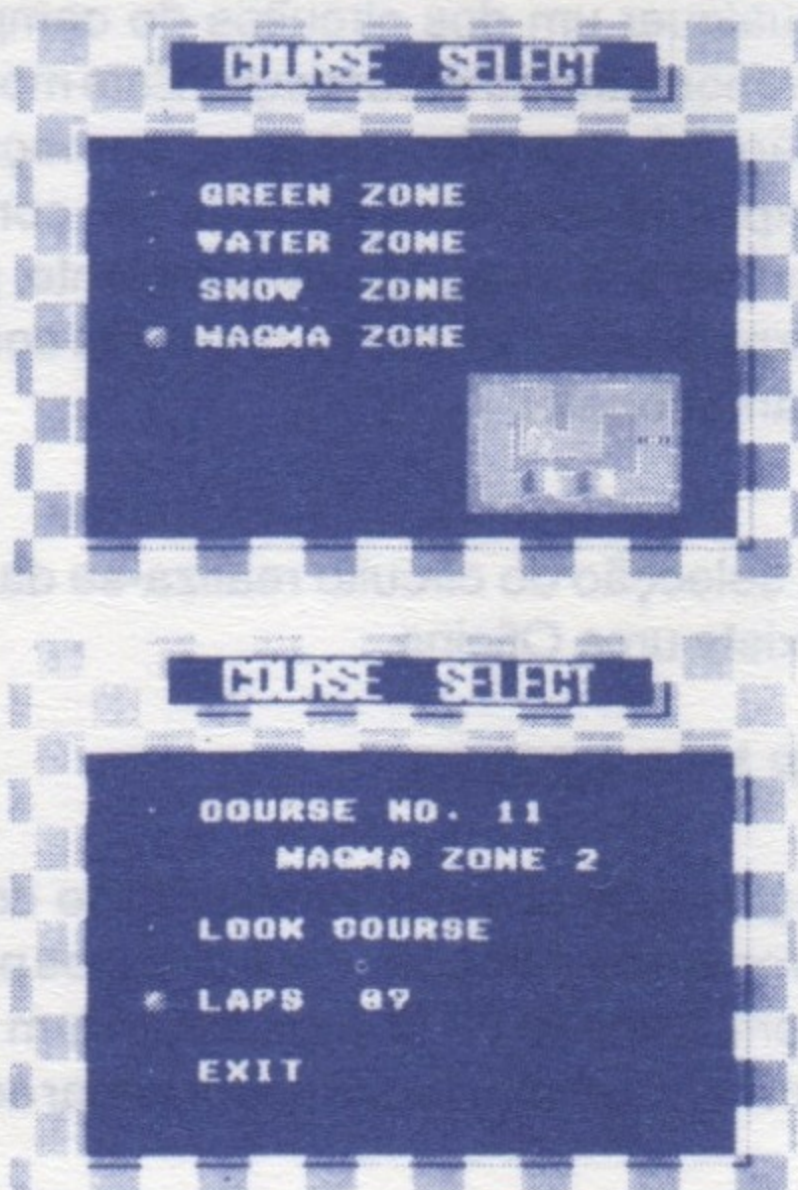 COURSE SELECT
GREEN ZONE
WATER ZONE
SNOW ZONE
MAGMA ZONE
COURSE SELECT
COURSE NO. 11
MAGMA ZONE 2
LOOK COURSE
LAPS
EXIT